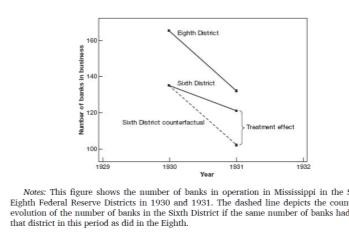 160
140
120
100
Number of banks in business
Eighth District
Sixth District
Sixth District counterfactual
Treatment effect
1929
1930
1931
1932
Year
Notes: This figure shows the number of banks in operation in Mississippi in the
Eighth Federal Reserve Districts in 1930 and 1931. The dashed line depicts the
evolution of the number of banks in the Sixth District if the same number of banks had
that district in this period as did in the Eighth.